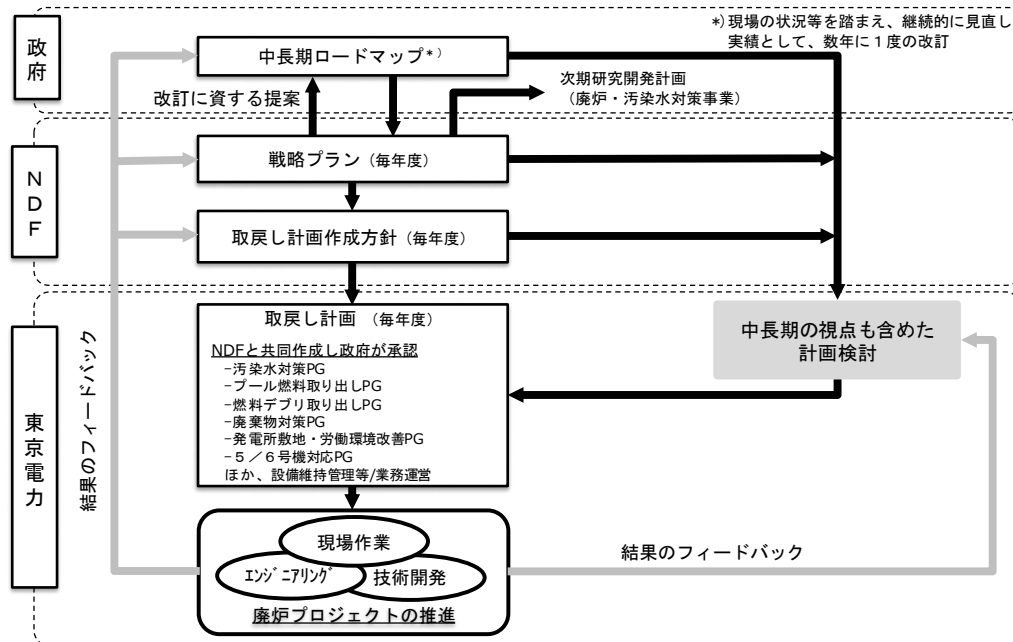 *)現場の状況等を踏まえ、継続的に見直し
実績として、数年に１度の改訂
政府
中長期ロードマップ*）
改訂に資する提案
次期研究開発計画
（廃炉・汚染水対策事業）
NDF
戦略プラン（毎年度）
取戻し計画作成方針（毎年度）
東京電力
結果のフィードバック
取戻し計画 （毎年度）
NDFと共同作成し政府が承認
-汚染水対策PG
-プール燃料取り出しPG
-燃料デブリ取り出しPG
-廃棄物対策PG
-発電所敷地・労働環境改善PG
-５／６号機対応PG
ほか、設備維持管理等/業務運営
中長期の視点も含めた
計画検討
現場作業
ｴﾝｼﾞﾆｱﾘﾝｸﾞ
技術開発
廃炉プロジェクトの推進
結果のフィードバック